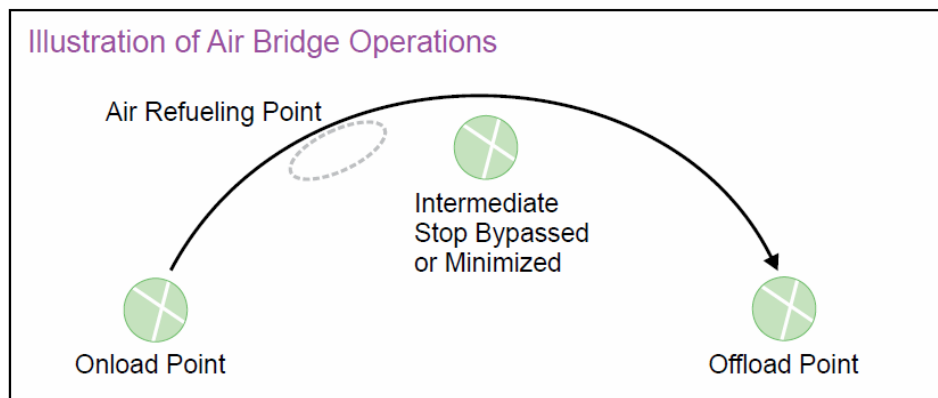 Illustration of Air Bridge Operations
Air Refueling Point
Intermediate
Stop Bypassed
or Minimized
Onload Point
Offload Point